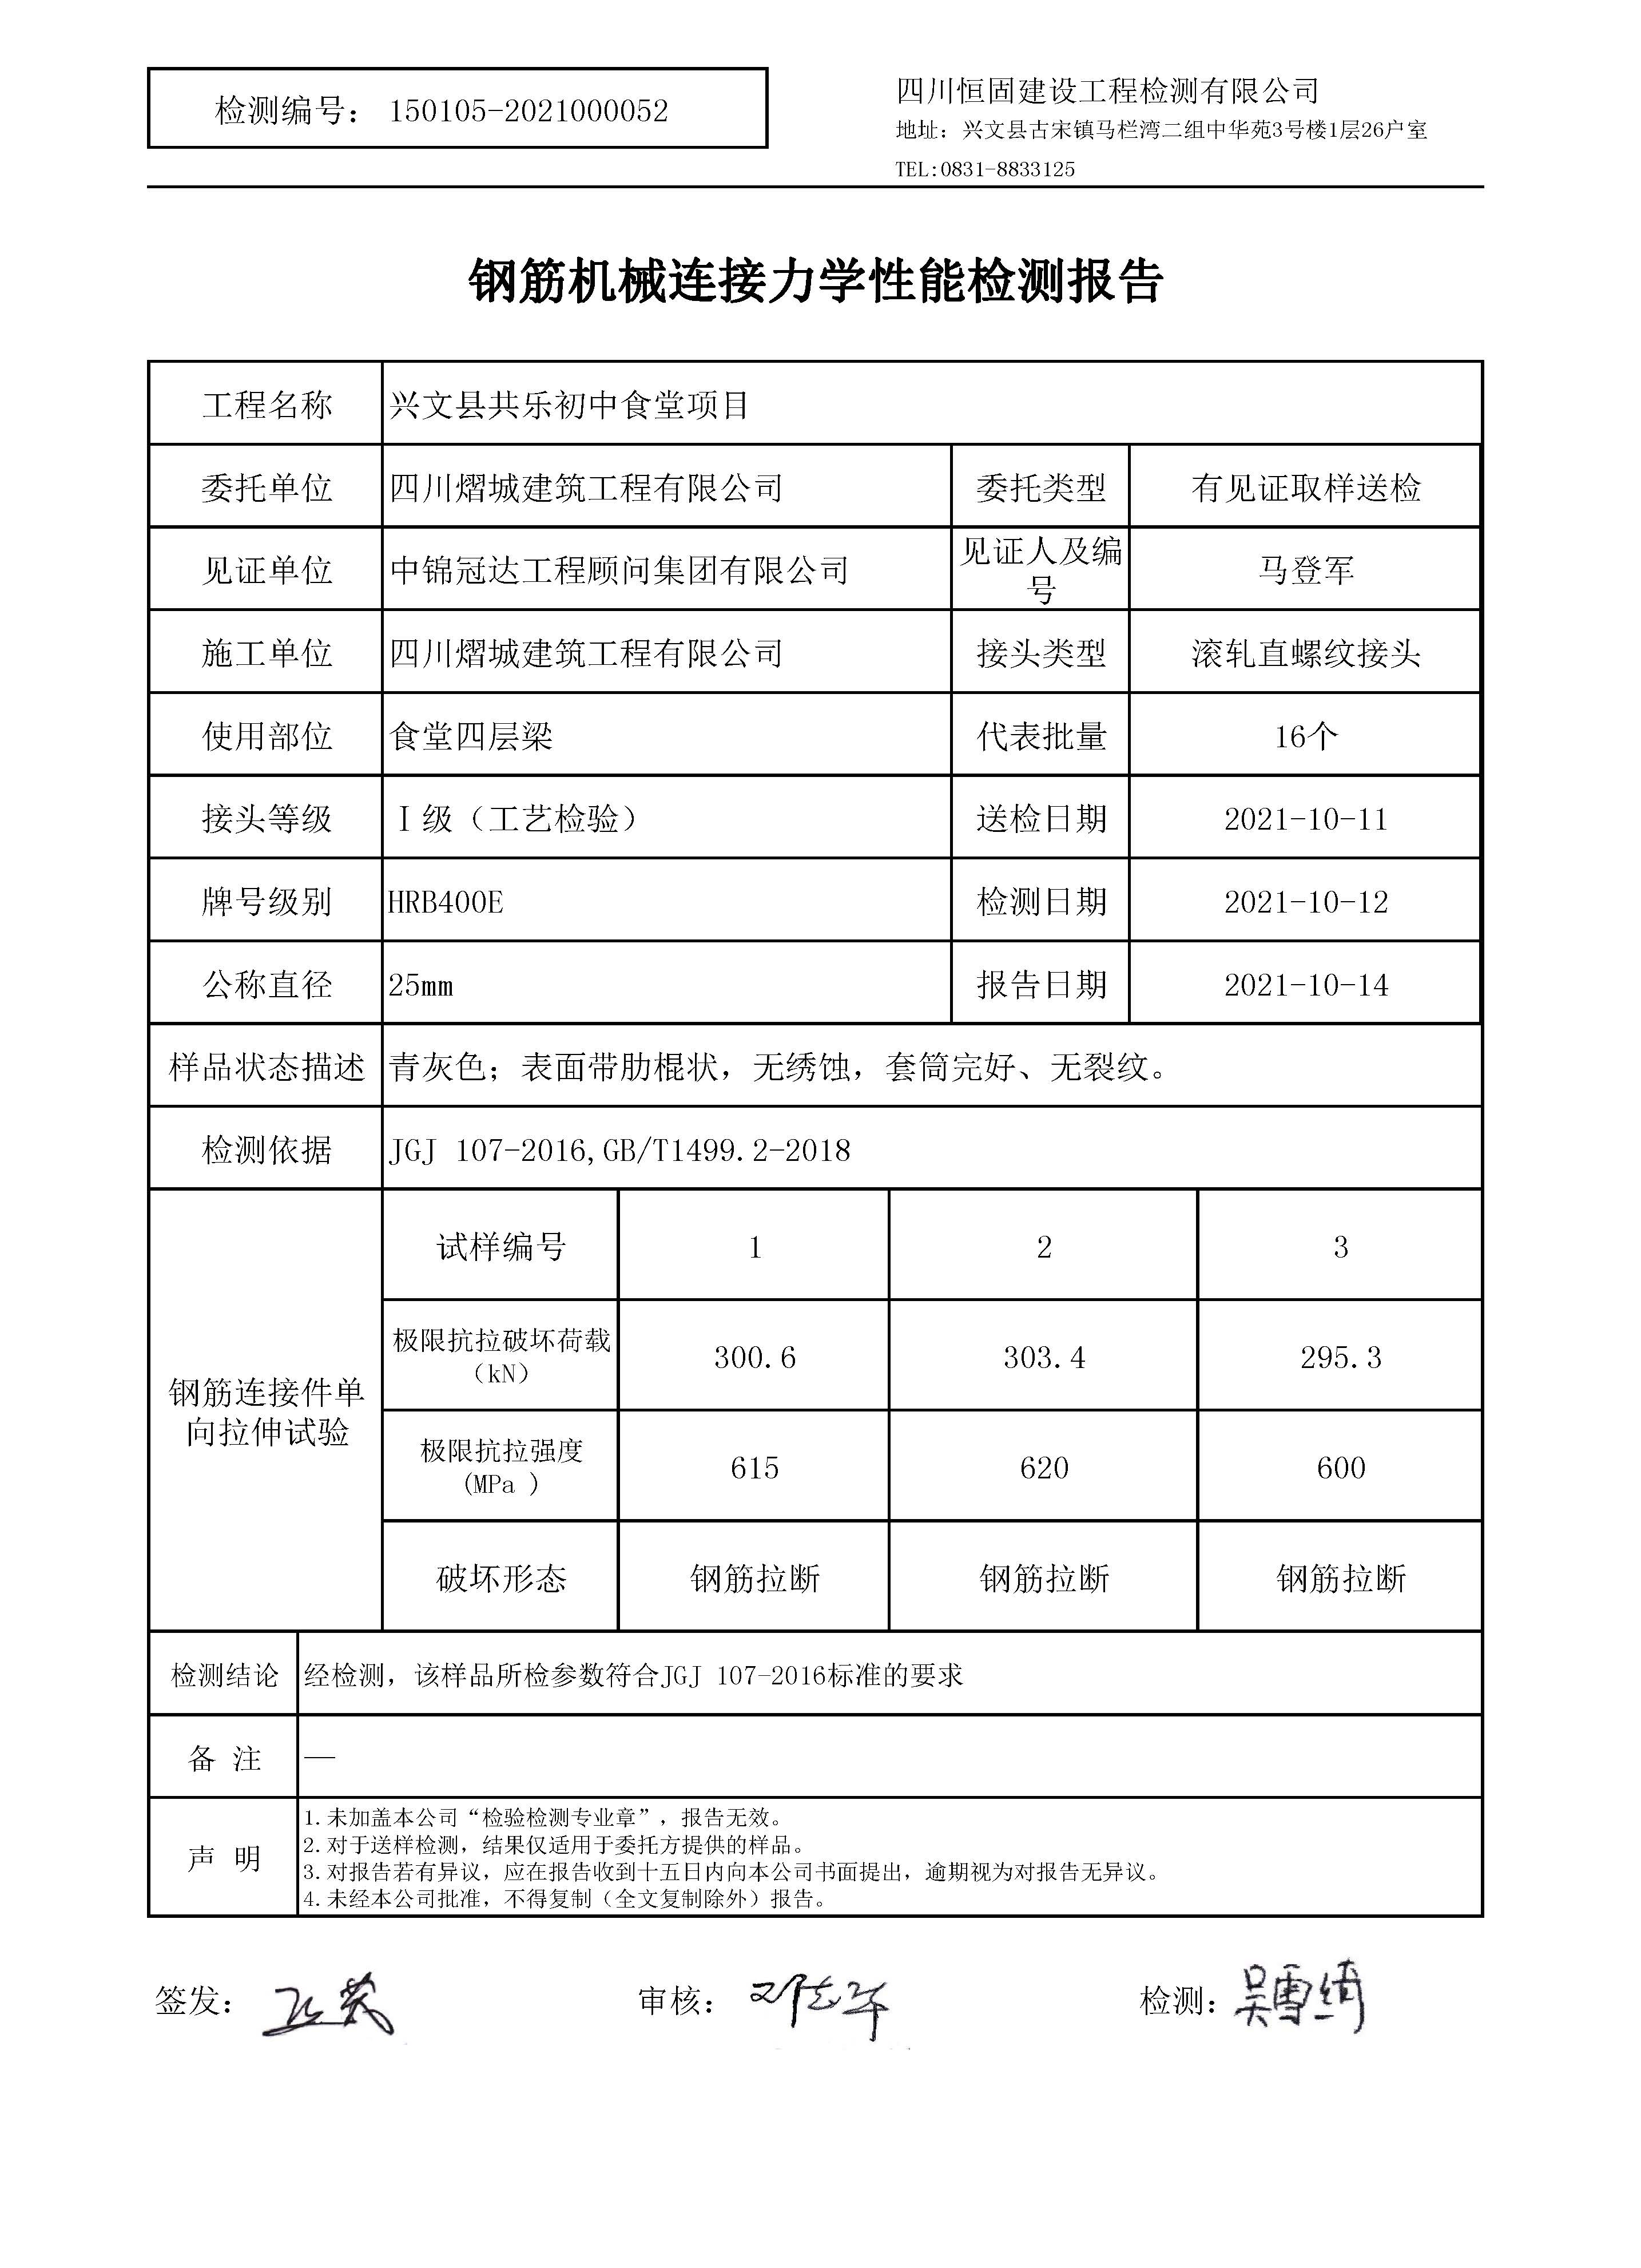 检测编号： 150105-2021000052
四川恒固建设工程检测有限公司
地址：兴文县古宋镇马栏湾二组中华苑3号楼1层26户室
TEL:0831-8833125
钢筋机械连接力学性能检测报告
工程名称 兴文县共乐初中食堂项目
委托单位 四川熠城建筑工程有限公司 委托类型 有见证取样送检
见证单位 中锦冠达工程顾问集团有限公司 见证人及编
号 马登军
施工单位 四川熠城建筑工程有限公司 接头类型 滚轧直螺纹接头
使用部位 食堂四层梁 代表批量 16个
接头等级 Ⅰ级（工艺检验） 送检日期 2021-10-11
牌号级别 HRB400E 检测日期 2021-10-12
公称直径 25mm 报告日期 2021-10-14
样品状态描述 青灰色；表面带肋棍状，无绣蚀，套筒完好、无裂纹。
检测依据 JGJ 107-2016,GB/T1499.2-2018
钢筋连接件单
向拉伸试验
试样编号 1 2 3
极限抗拉破坏荷载
（kN） 300.6 303.4 295.3
极限抗拉强度
(MPa ) 615 620 600
破坏形态 钢筋拉断 钢筋拉断 钢筋拉断
检测结论 经检测，该样品所检参数符合JGJ 107-2016标准的要求
备 注 —
声 明
1.未加盖本公司“检验检测专业章”，报告无效。
2.对于送样检测，结果仅适用于委托方提供的样品。
3.对报告若有异议，应在报告收到十五日内向本公司书面提出，逾期视为对报告无异议。
4.未经本公司批准，不得复制（全文复制除外）报告。
签发： 审核： 检测：吴雪绮